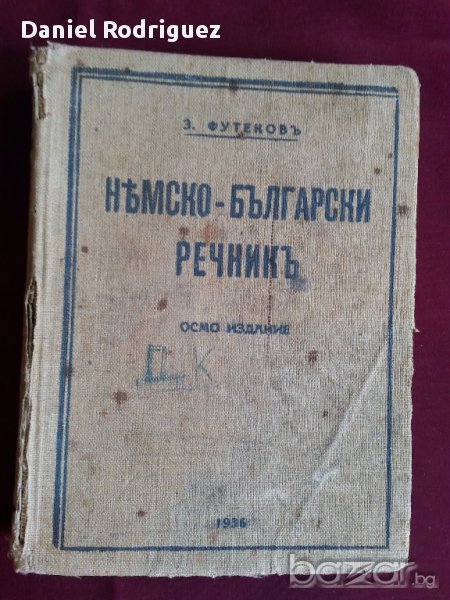 Daniel Rodriguez
З. ФУТЕКОВЪ
НѢМСКО-БЪЛГАРСКИ
РЕЧНИКЪ
ОСМО ИЗДАНИЕ
Д. К
1936
bazar.bg